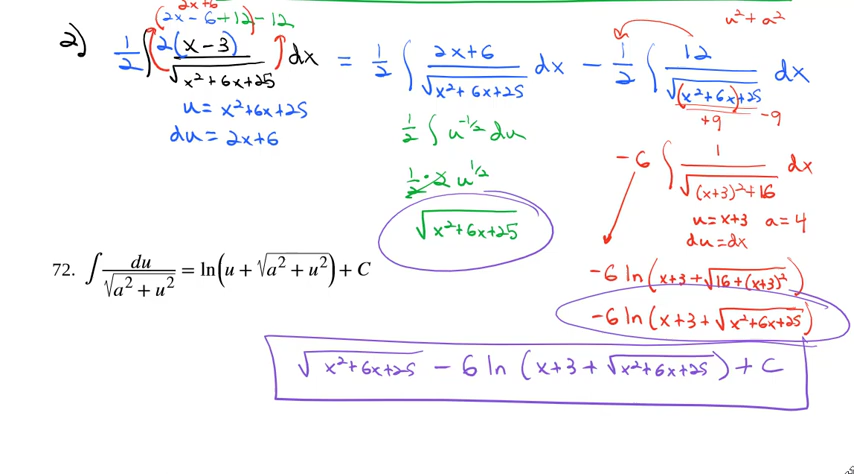 2x+6
(2x-6+12)-12
u²+a²
2) 1/2 ∫ 2(x-3)/√(x²+6x+25) dx = 1/2 ∫ (2x+6)/√(x²+6x+25) dx - 1/2 ∫ 12/√((x²+6x)+25) dx
+9 -9
u = x²+6x+25
du = 2x+6
1/2 ∫ u^(-1/2) du
1/2 · 2 u^(1/2)
√(x²+6x+25)
-6 ∫ 1/√((x+3)²+16) dx
u = x+3 a = 4
du = dx
72. ∫ du/√(a² + u²) = ln(u + √(a² + u²)) + C
-6 ln(x+3+√(16+(x+3)²))
-6 ln(x+3+√(x²+6x+25))
√(x²+6x+25) - 6 ln(x+3+√(x²+6x+25)) + C